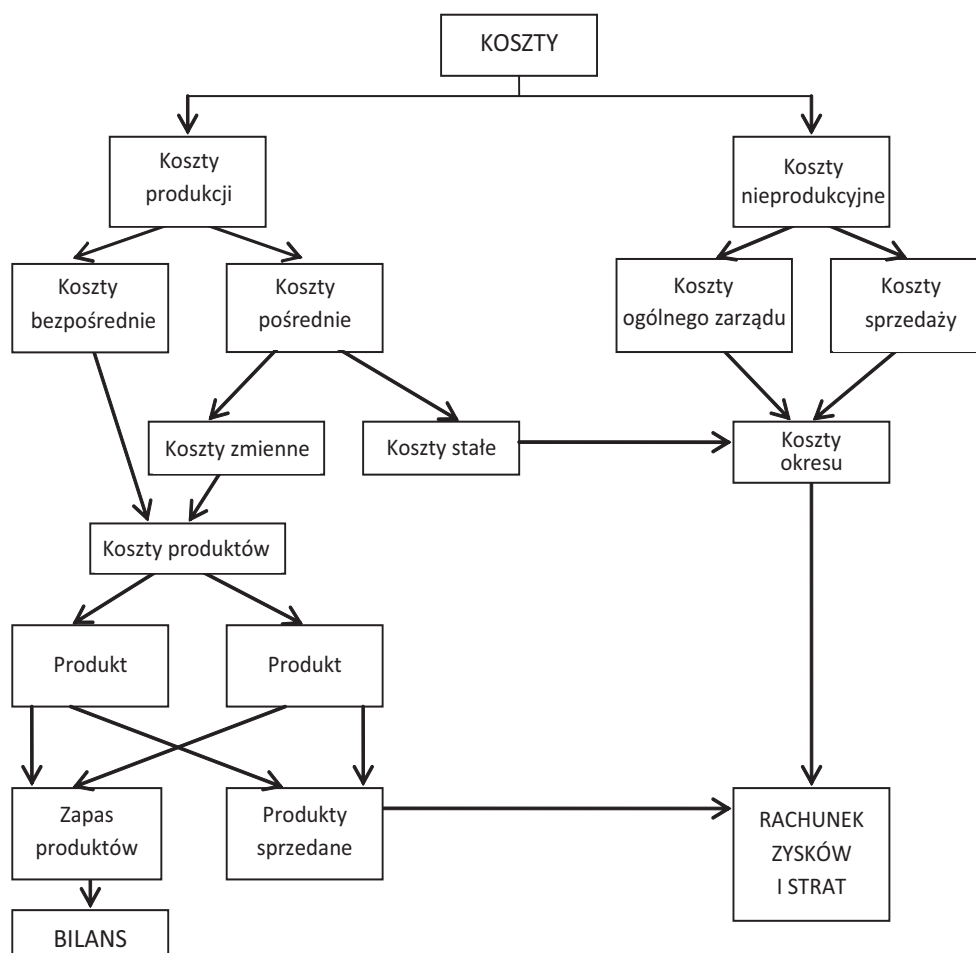 KOSZTY
Koszty
produkcji
Koszty
nieprodukcyjne
Koszty
bezpośrednie
Koszty
pośrednie
Koszty
ogólnego zarządu
Koszty
sprzedaży
Koszty zmienne
Koszty stałe
Koszty
okresu
Koszty produktów
Produkt
Produkt
Zapas
produktów
Produkty
sprzedane
RACHUNEK
ZYSKÓW
I STRAT
BILANS